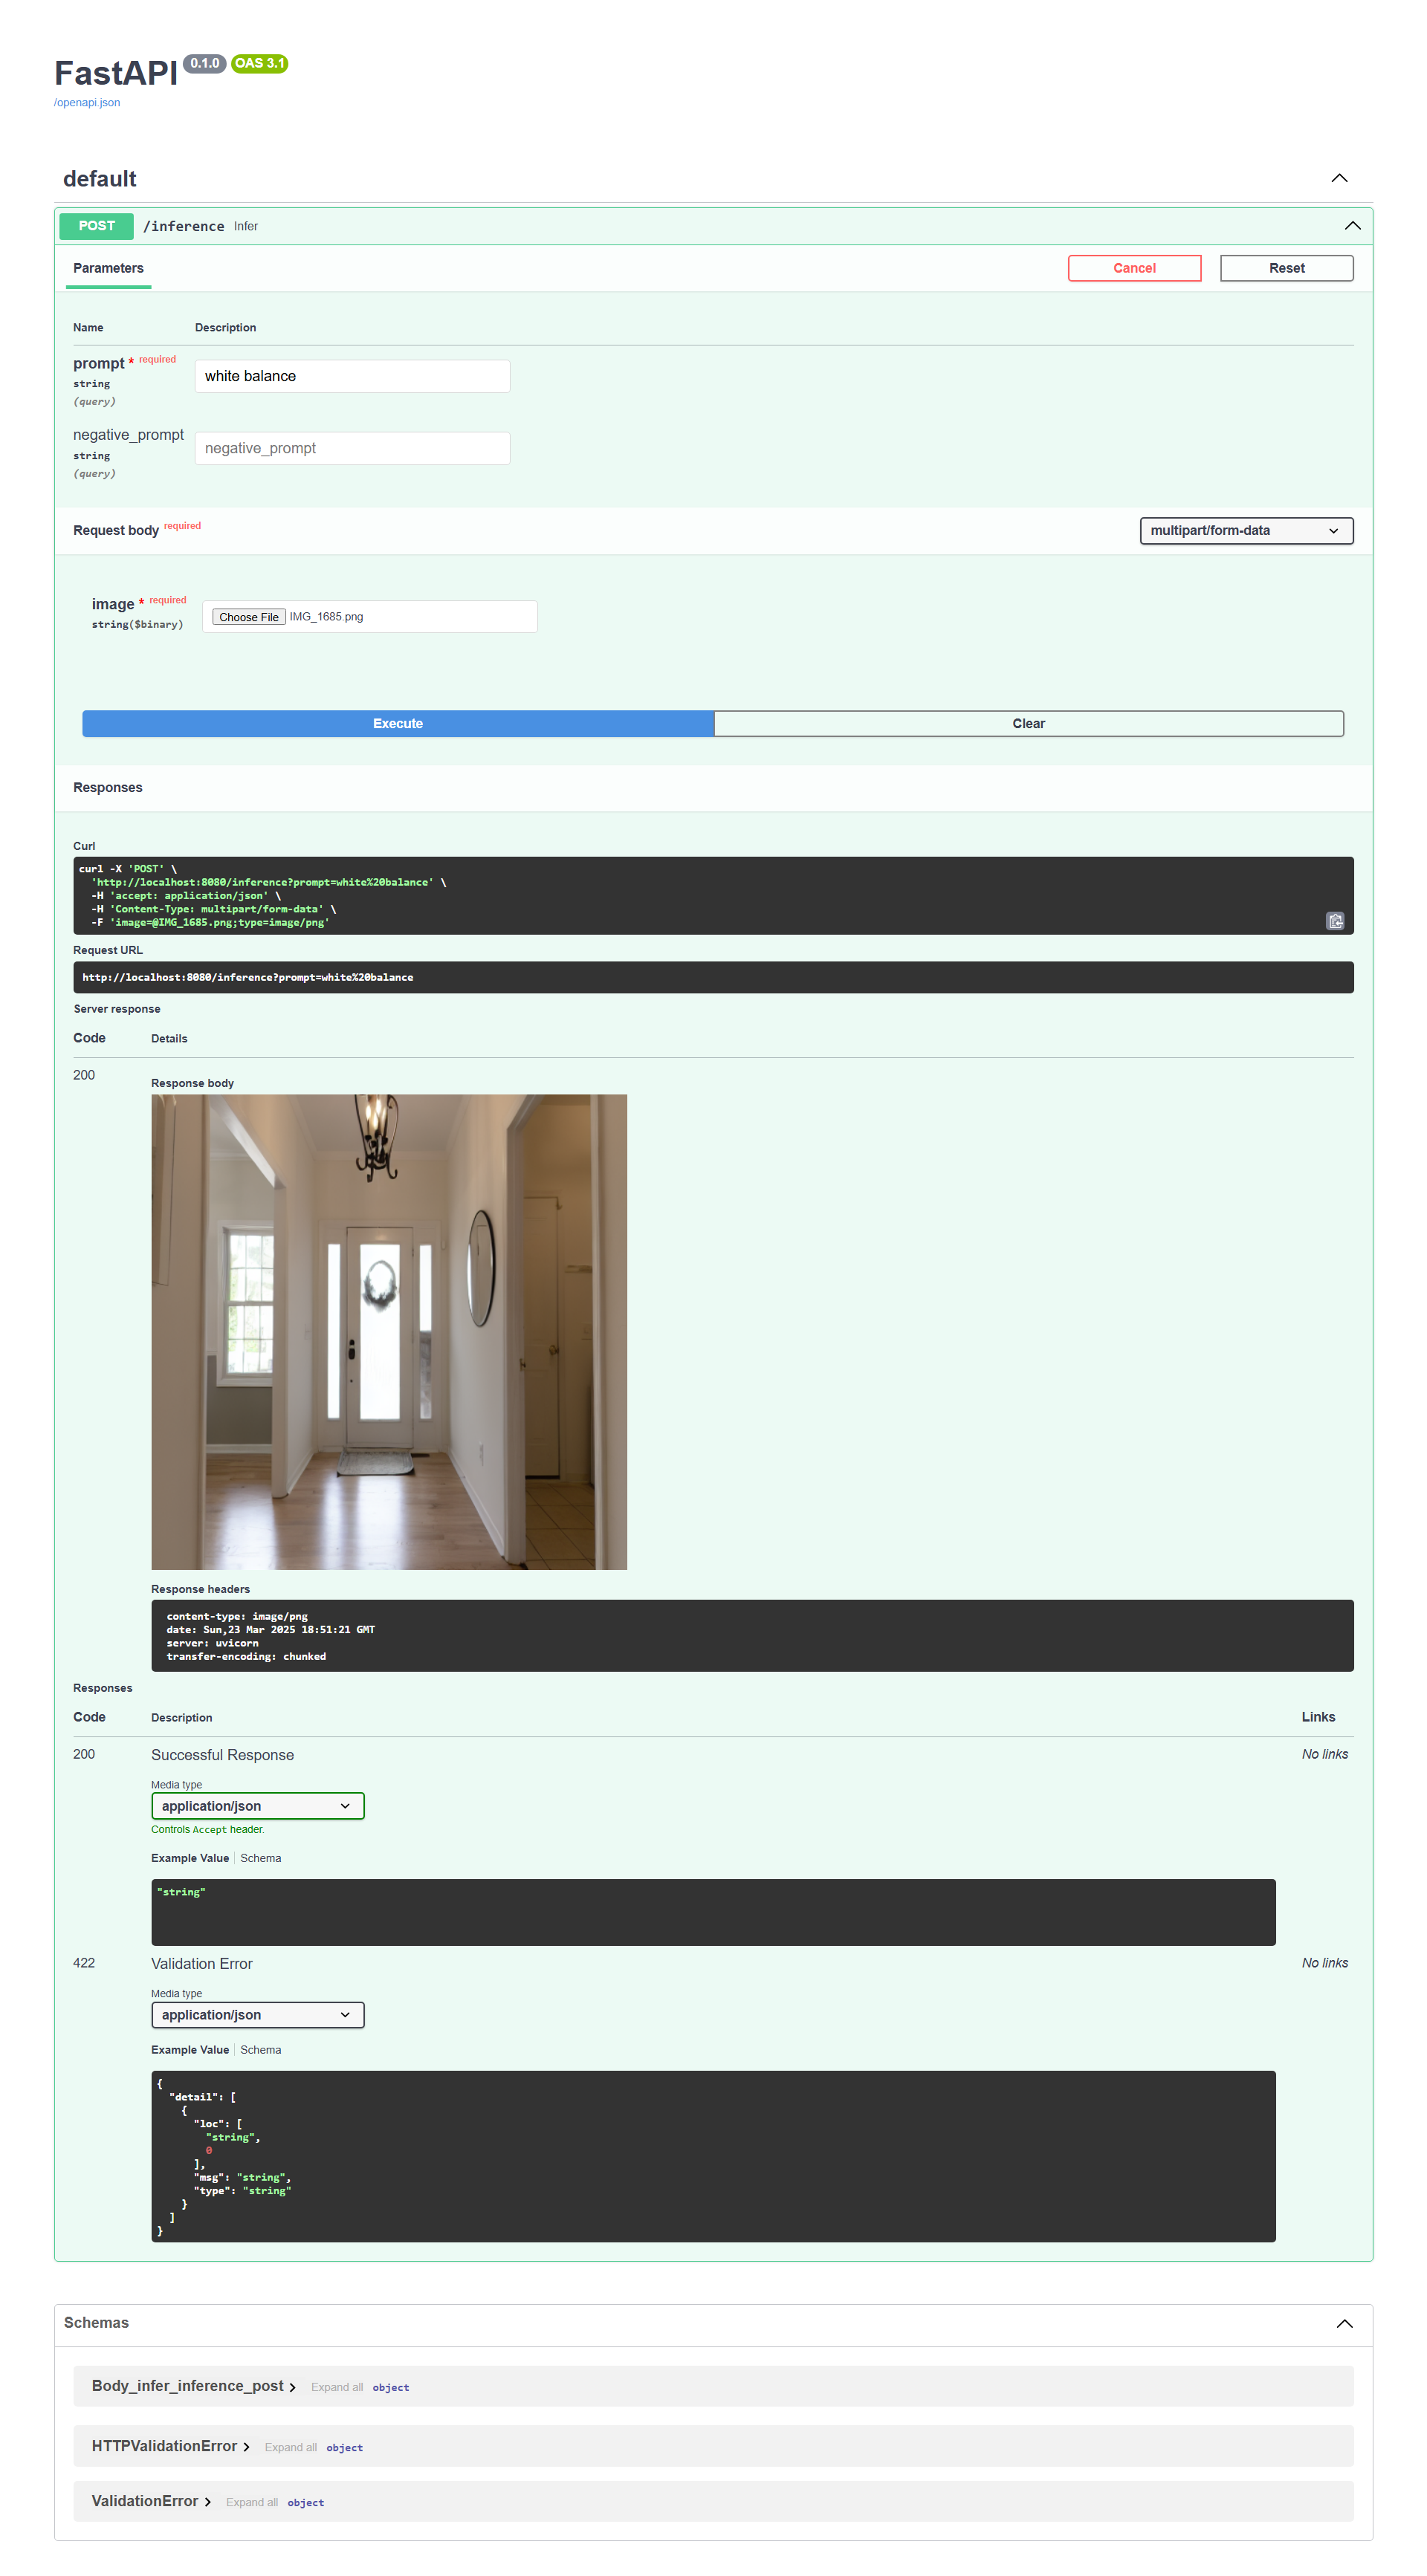 FastAPI 0.1.0 OAS 3.1
/openapi.json
default
POST /inference Infer
Parameters Cancel Reset
Name Description
prompt * required
string
(query)
white balance
negative_prompt
string
(query)
negative_prompt
Request body required multipart/form-data
image * required
string($binary)
Choose File IMG_1685.png
Execute Clear
Responses
Curl
curl -X 'POST' \
  'http://localhost:8080/inference?prompt=white%20balance' \
  -H 'accept: application/json' \
  -H 'Content-Type: multipart/form-data' \
  -F 'image=@IMG_1685.png;type=image/png'
Request URL
http://localhost:8080/inference?prompt=white%20balance
Server response
Code Details
200
Response body
Response headers
content-type: image/png
date: Sun,23 Mar 2025 18:51:21 GMT
server: uvicorn
transfer-encoding: chunked
Responses
Code Description Links
200 Successful Response No links
Media type
application/json
Controls Accept header.
Example Value Schema
"string"
422 Validation Error No links
Media type
application/json
Example Value Schema
{
  "detail": [
    {
      "loc": [
        "string",
        0
      ],
      "msg": "string",
      "type": "string"
    }
  ]
}
Schemas
Body_infer_inference_post Expand all object
HTTPValidationError Expand all object
ValidationError Expand all object